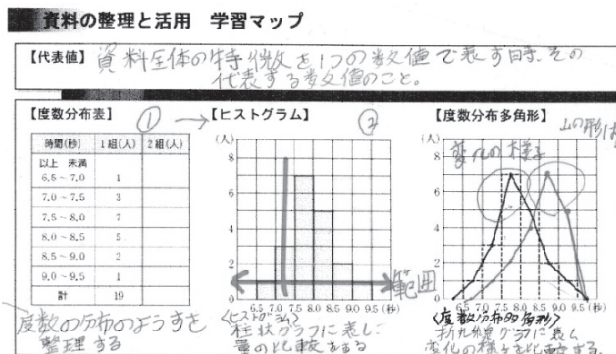 資料の整理と活用 学習マップ
【代表値】資料全体の特徴を1つの数値で表す時、その
代表する数値のこと。
【度数分布表】 ①
時間(秒) 1組(人) 2組(人)
以上 未満
6.5~7.0 1
7.0~7.5 3
7.5~8.0 7
8.0~8.5 5
8.5~9.0 2
9.0~9.5 1
計 19
度数の分布のようすを
整理する
→【ヒストグラム】 ②
(人)
8
6
4
2
0
6.5 7.0 7.5 8.0 8.5 9.0 9.5 (秒)
範囲
<ヒストグラム>
柱状グラフに表し
量の比較をする
【度数分布多角形】
山の形
変化の様子
(人)
8
6
4
2
0
6.5 7.0 7.5 8.0 8.5 9.0 9.5 (秒)
<度数分布多角形>
折れ線グラフに表し
変化の様子を比較する